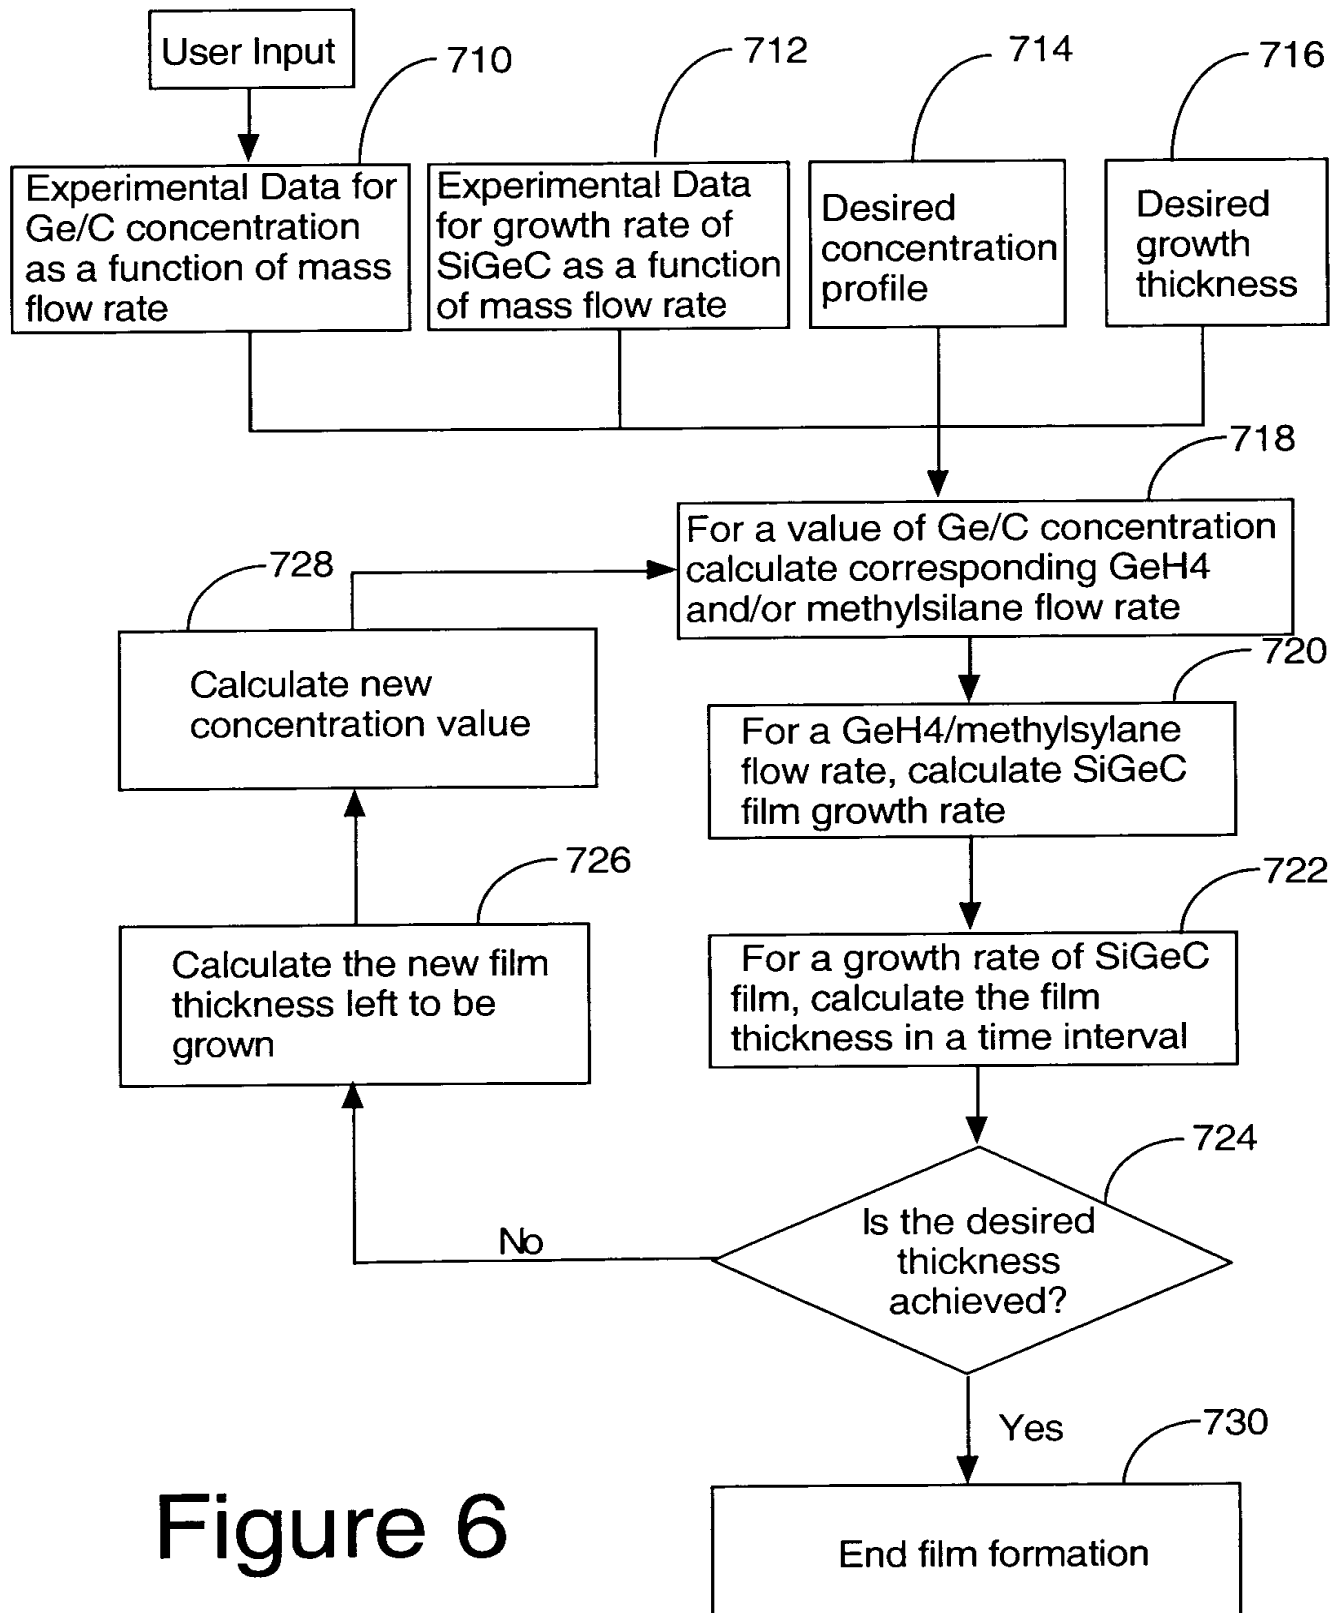 User Input
710
712
714
716
Experimental Data for
Ge/C concentration
as a function of mass
flow rate
Experimental Data
for growth rate of
SiGeC as a function
of mass flow rate
Desired
concentration
profile
Desired
growth
thickness
718
For a value of Ge/C concentration
calculate corresponding GeH4
and/or methylsilane flow rate
728
Calculate new
concentration value
720
For a GeH4/methylsylane
flow rate, calculate SiGeC
film growth rate
726
Calculate the new film
thickness left to be
grown
722
For a growth rate of SiGeC
film, calculate the film
thickness in a time interval
724
Is the desired
thickness
achieved?
No
Yes
730
End film formation
Figure 6